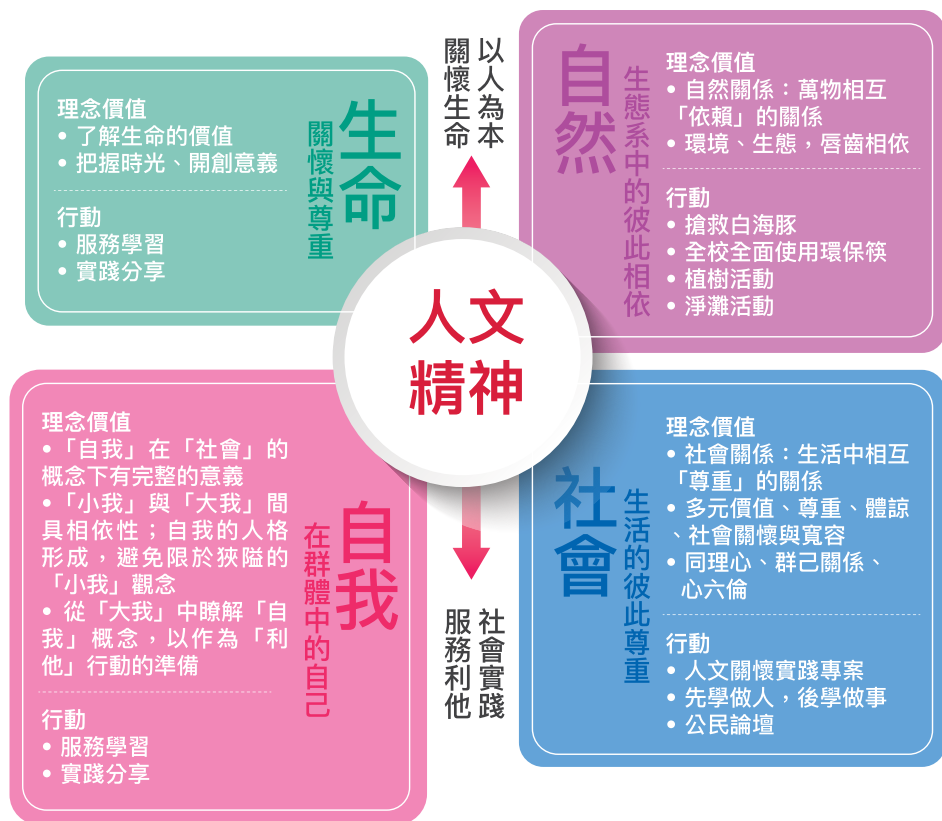 以人為本
關懷生命
生命
關懷與尊重
理念價值
• 了解生命的價值
• 把握時光、開創意義
行動
• 服務學習
• 實踐分享
自然
生態系中的彼此相依
理念價值
• 自然關係：萬物相互
「依賴」的關係
• 環境、生態，唇齒相依
行動
• 搶救白海豚
• 全校全面使用環保筷
• 植樹活動
• 淨灘活動
人文
精神
自我
在群體中的自己
理念價值
• 「自我」在「社會」的
概念下有完整的意義
• 「小我」與「大我」間
具相依性；自我的人格
形成，避免限於狹隘的
「小我」觀念
• 從「大我」中瞭解「自
我」概念，以作為「利
他」行動的準備
行動
• 服務學習
• 實踐分享
社會
生活的彼此尊重
理念價值
• 社會關係：生活中相互
「尊重」的關係
• 多元價值、尊重、體諒
、社會關懷與寬容
• 同理心、群己關係、
心六倫
行動
• 人文關懷實踐專案
• 先學做人，後學做事
• 公民論壇
社會實踐
服務利他